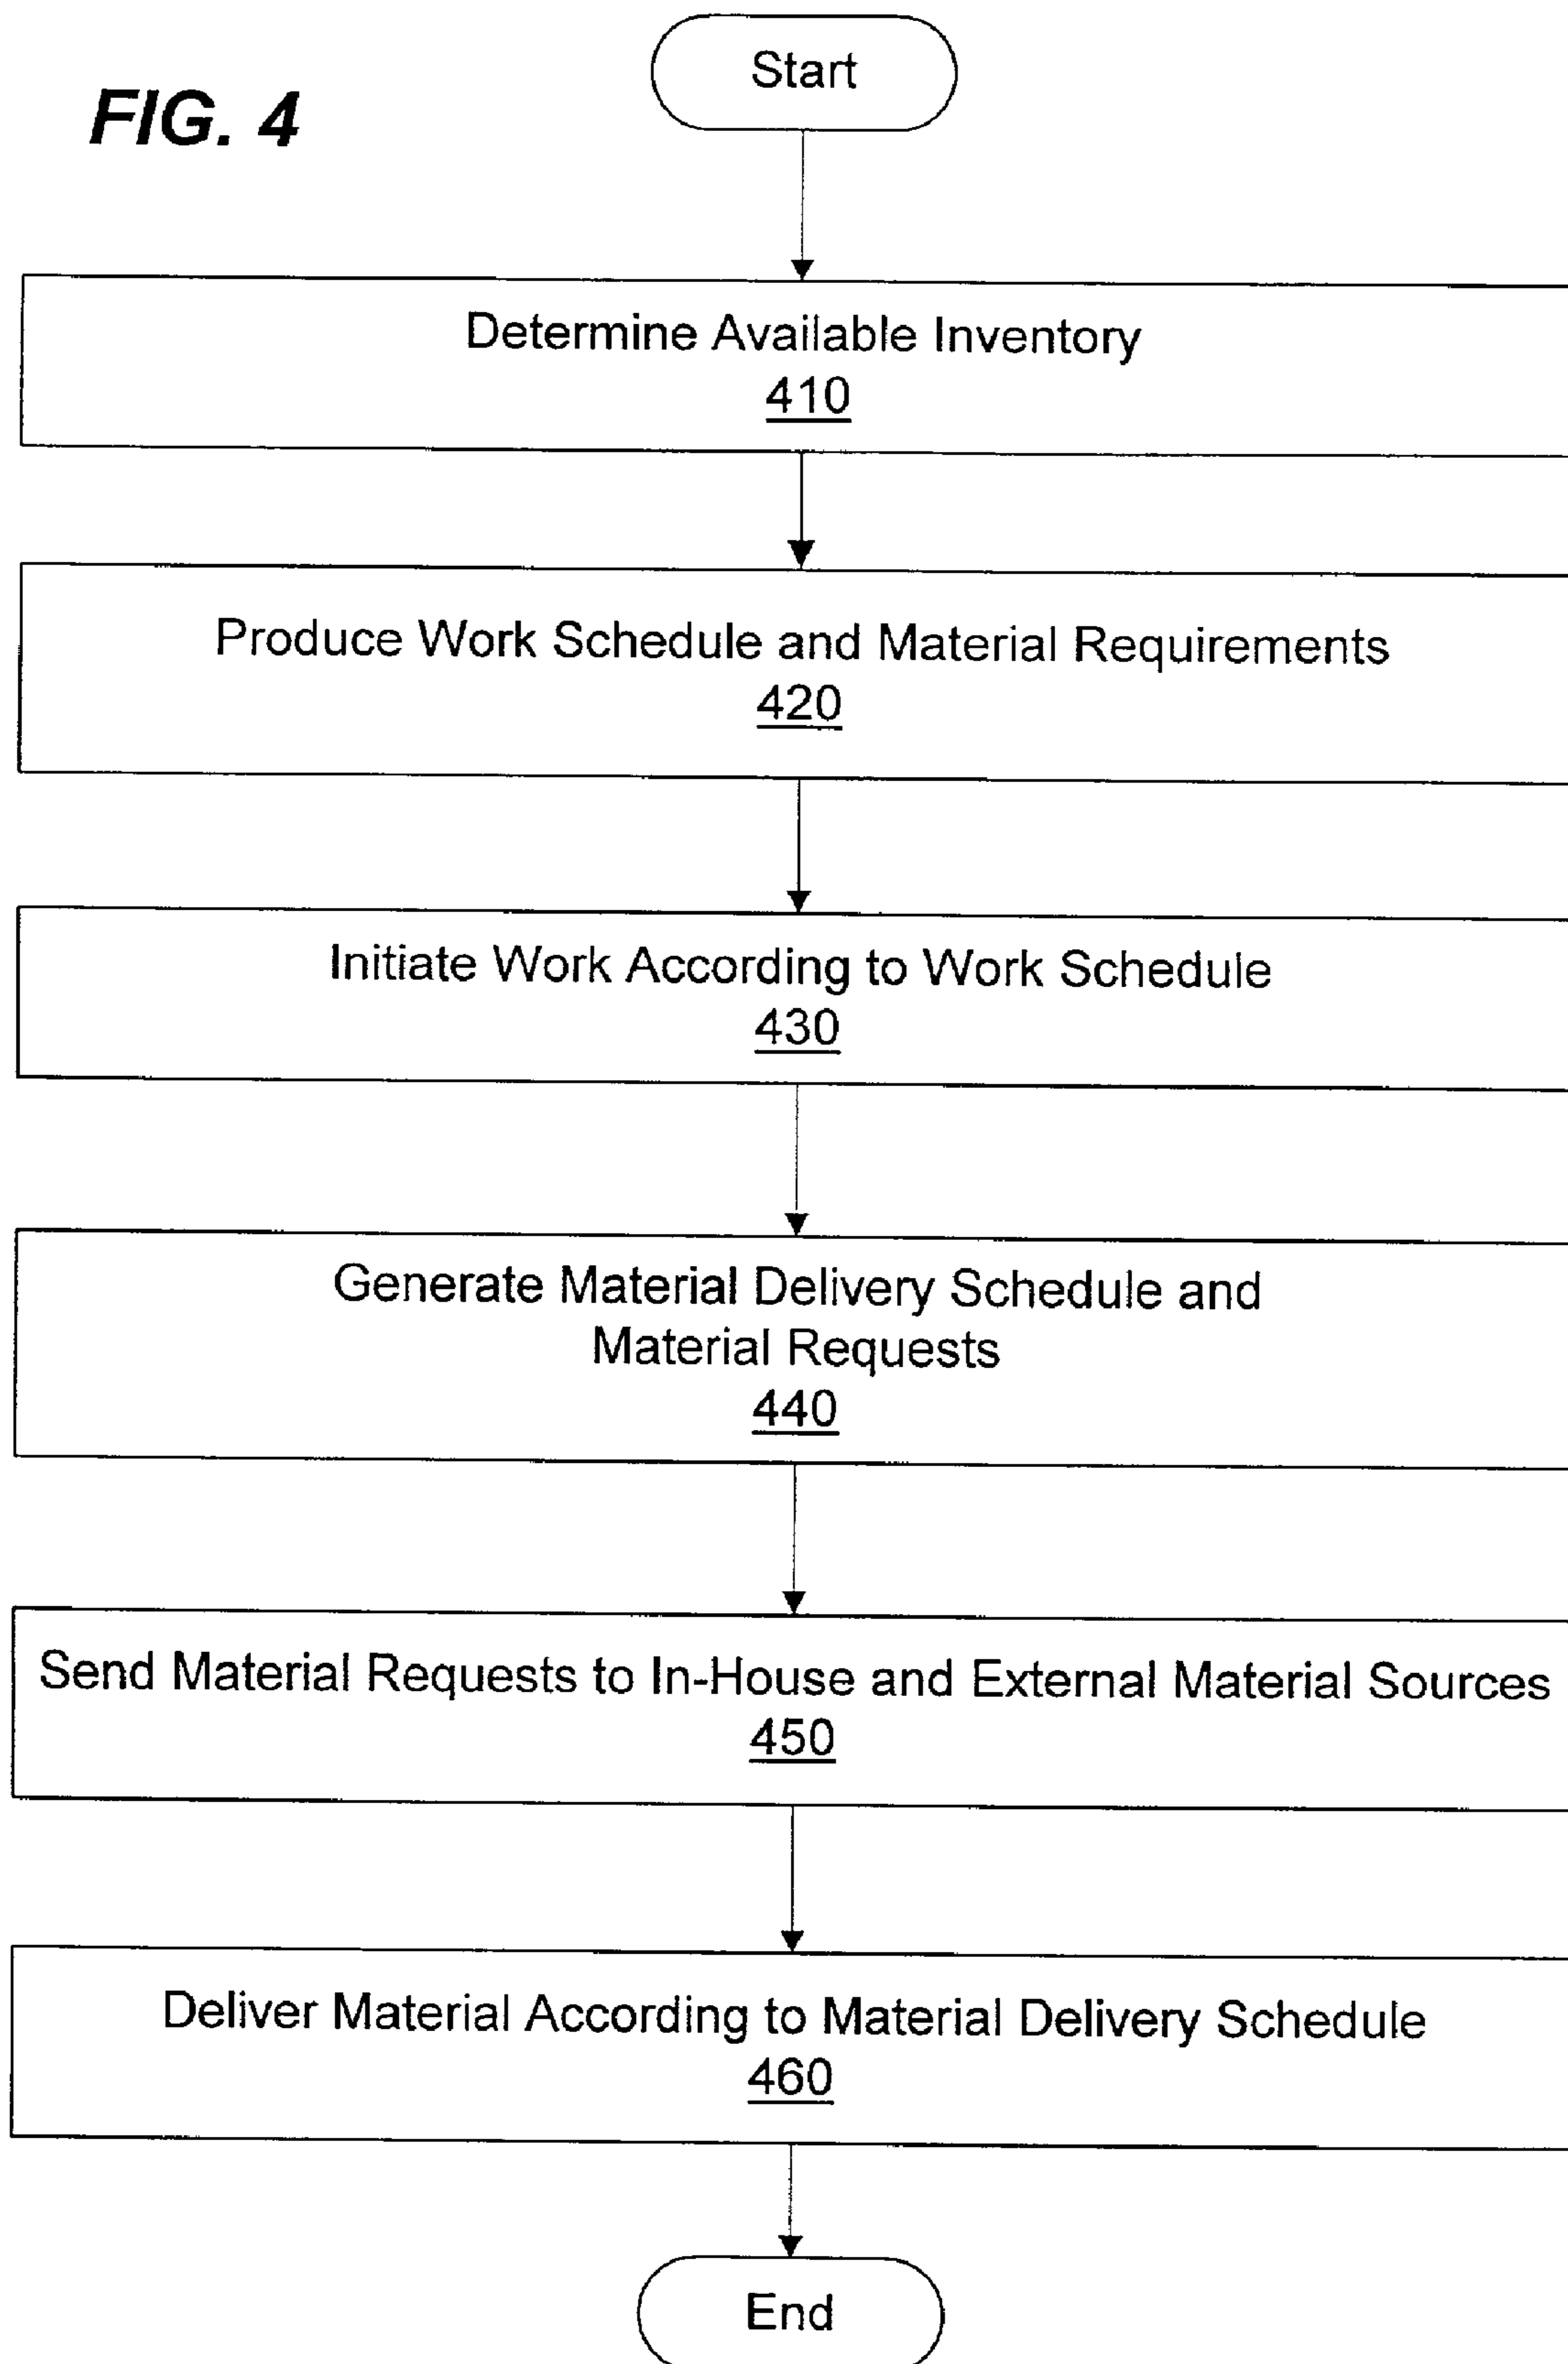 FIG. 4
Start
Determine Available Inventory
410
Produce Work Schedule and Material Requirements
420
Initiate Work According to Work Schedule
430
Generate Material Delivery Schedule and
Material Requests
440
Send Material Requests to In-House and External Material Sources
450
Deliver Material According to Material Delivery Schedule
460
End